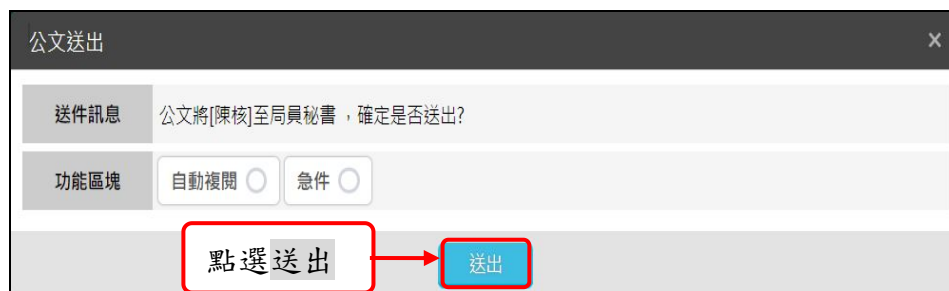 公文送出 ×
送件訊息 公文將[陳核]至局員秘書，確定是否送出?
功能區塊 自動複閱 急件
點選送出 送出